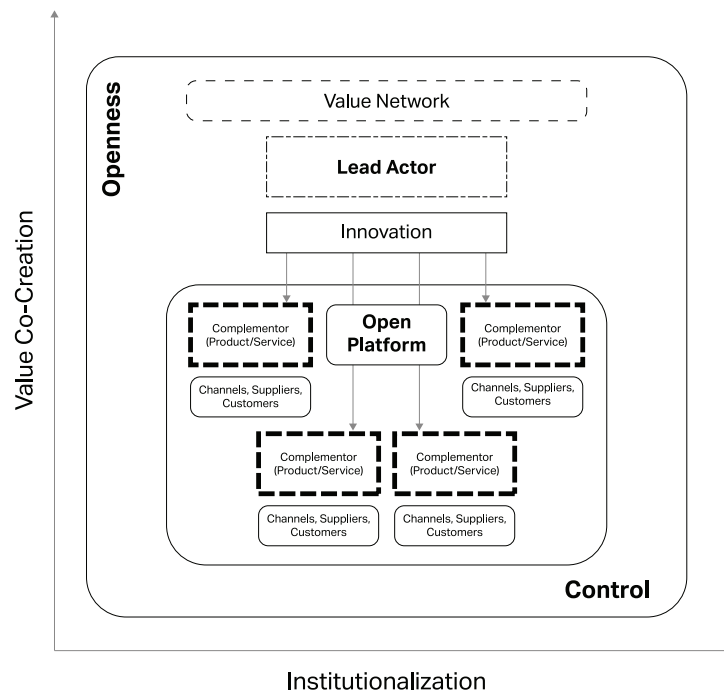 Value Co-Creation
Openness
Value Network
Lead Actor
Innovation
Complementor
(Product/Service)
Open
Platform
Complementor
(Product/Service)
Channels, Suppliers,
Customers
Channels, Suppliers,
Customers
Complementor
(Product/Service)
Complementor
(Product/Service)
Channels, Suppliers,
Customers
Channels, Suppliers,
Customers
Control
Institutionalization